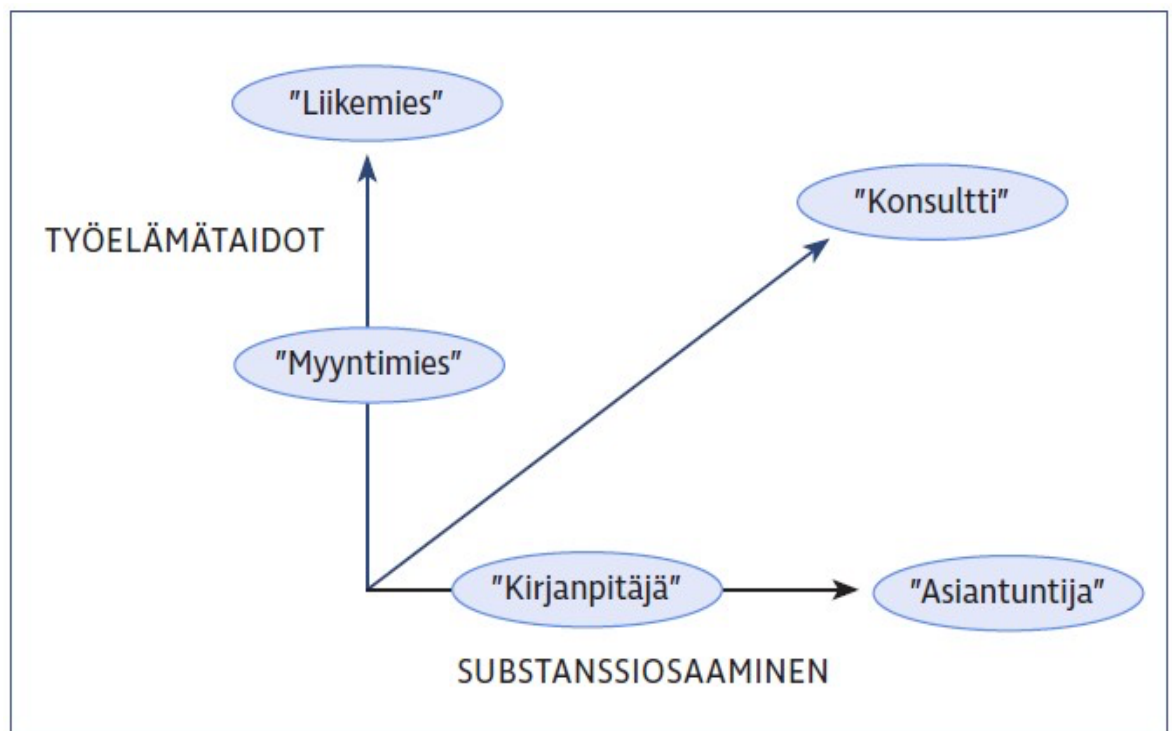 "Liikemies"
"Konsultti"
TYÖELÄMÄTAIDOT
"Myyntimies"
"Kirjanpitäjä"
"Asiantuntija"
SUBSTANSSIOSAAMINEN